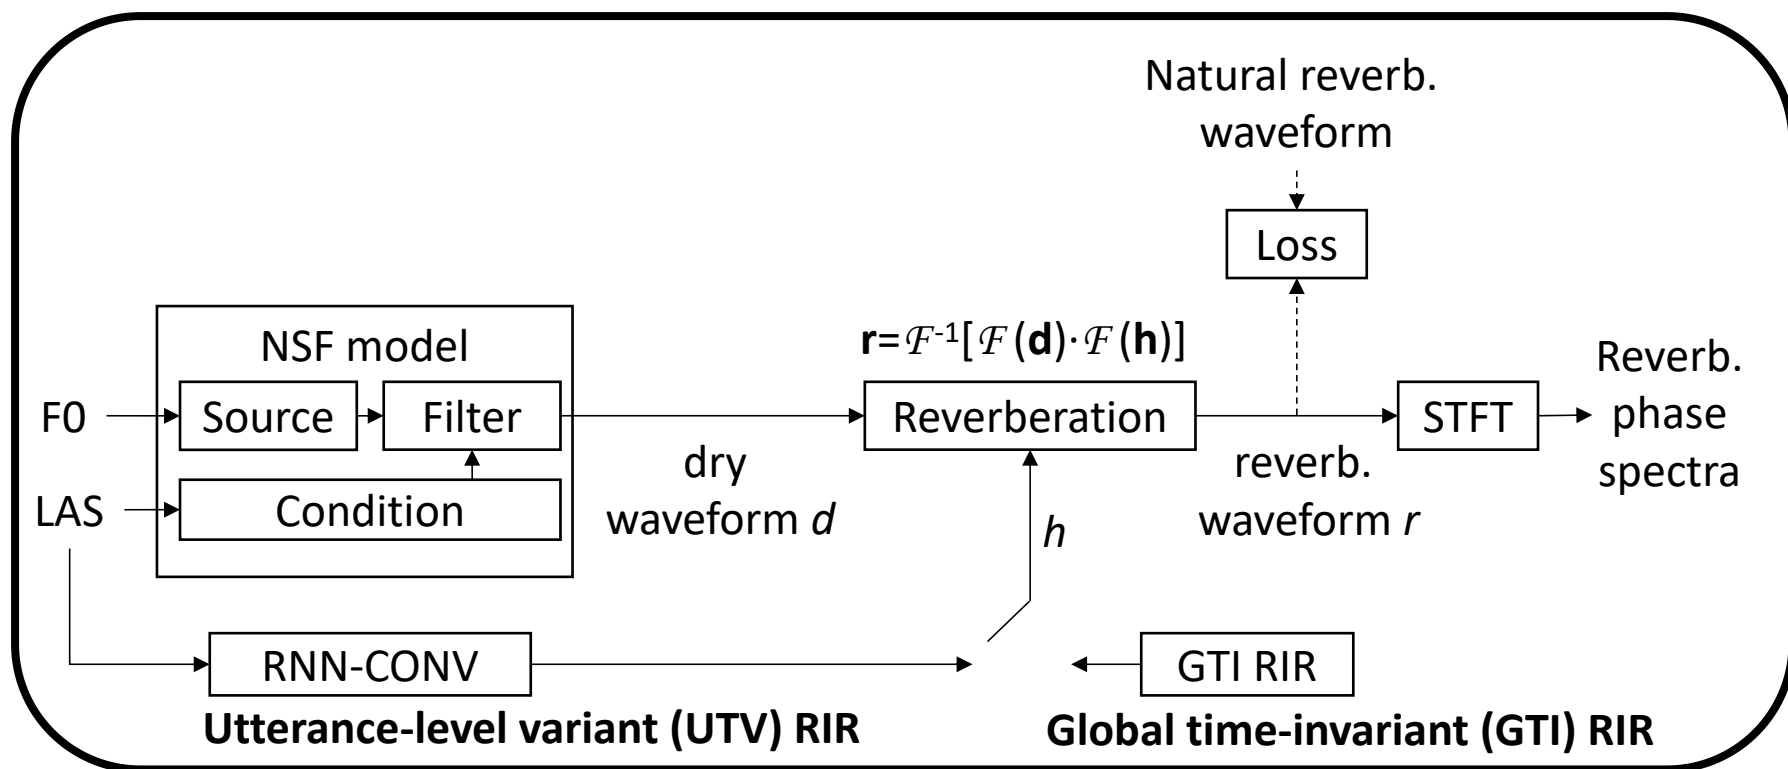 Natural reverb.
waveform
Loss
NSF model
r=ℱ⁻¹[ℱ(d)·ℱ(h)]
F0
Source
Filter
Reverberation
STFT
Reverb.
phase
spectra
LAS
Condition
dry
waveform d
h
reverb.
waveform r
RNN-CONV
GTI RIR
Utterance-level variant (UTV) RIR
Global time-invariant (GTI) RIR